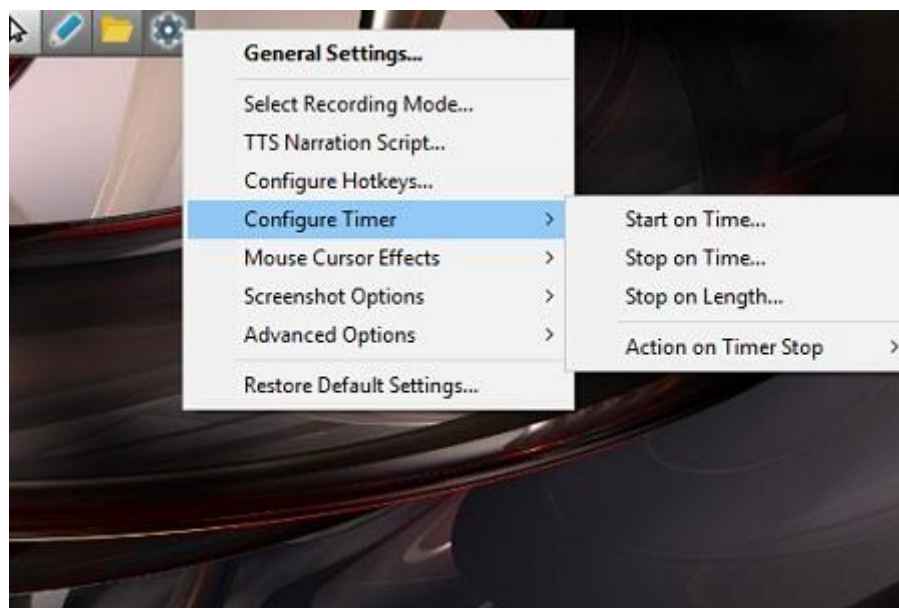 General Settings...
Select Recording Mode...
TTS Narration Script...
Configure Hotkeys...
Configure Timer
Mouse Cursor Effects
Screenshot Options
Advanced Options
Restore Default Settings...
Start on Time...
Stop on Time...
Stop on Length...
Action on Timer Stop